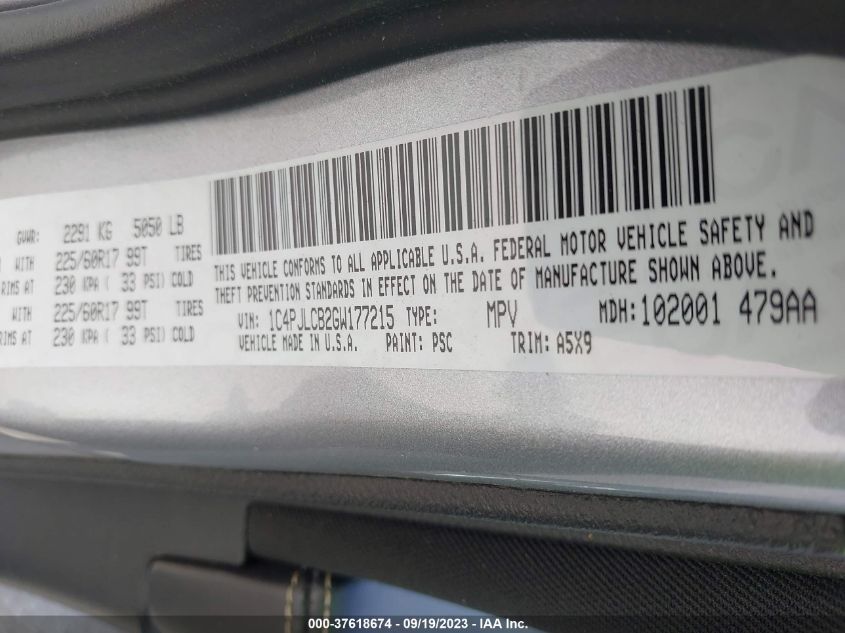 GVWR: 2291 KG 5050 LB
WITH 225/60R17 99T TIRES
RIMS AT 230 KPA ( 33 PSI) COLD
WITH 225/60R17 99T TIRES
RIMS AT 230 KPA ( 33 PSI) COLD
THIS VEHICLE CONFORMS TO ALL APPLICABLE U.S.A. FEDERAL MOTOR VEHICLE SAFETY AND
THEFT PREVENTION STANDARDS IN EFFECT ON THE DATE OF MANUFACTURE SHOWN ABOVE.
VIN: 1C4PJLCB2GW177215 TYPE: MPV MDH:102001 479AA
VEHICLE MADE IN U.S.A. PAINT: PSC TRIM: A5X9
000-37618674 - 09/19/2023 - IAA Inc.